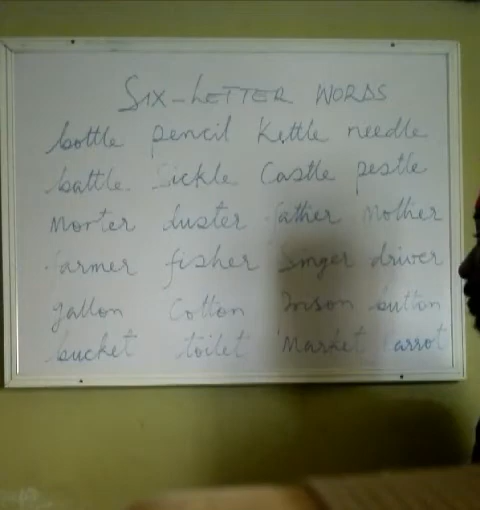 SIX-LETTER WORDS
bottle pencil Kettle needle
battle Sickle Castle pestle
Morter duster father Mother
farmer fisher Singer driver
gallon Cotton button
bucket toilet Market arrot